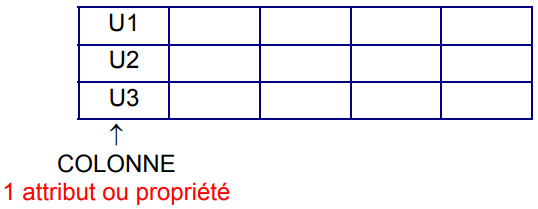 U1
U2
U3
↑
COLONNE
1 attribut ou propriété